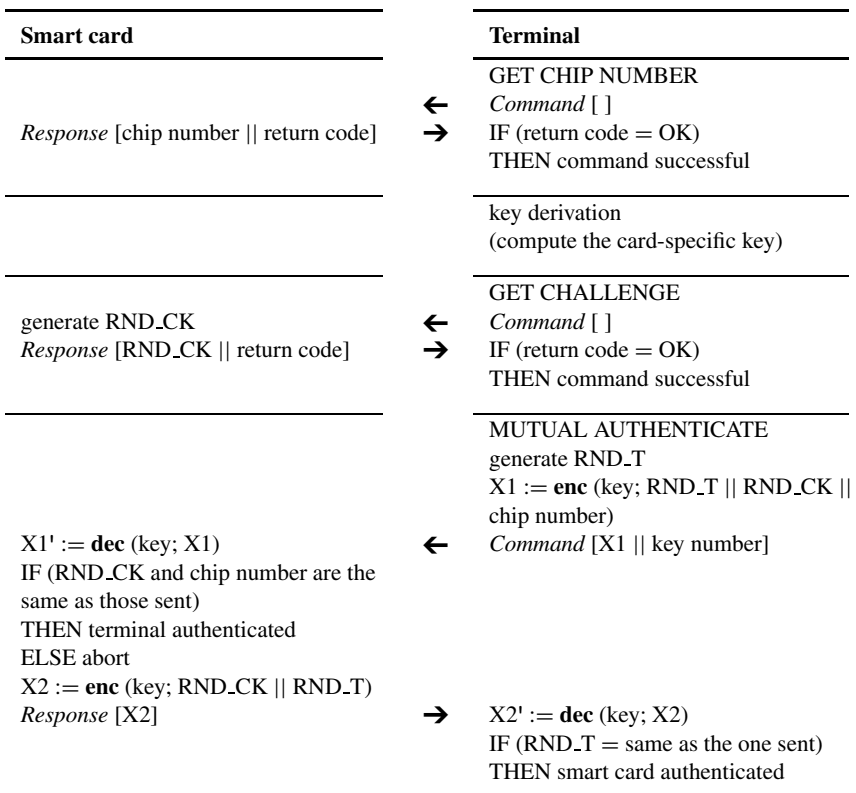 Smart card Terminal
GET CHIP NUMBER
← Command [ ]
Response [chip number || return code] → IF (return code = OK)
THEN command successful
key derivation
(compute the card-specific key)
GET CHALLENGE
generate RND_CK ← Command [ ]
Response [RND_CK || return code] → IF (return code = OK)
THEN command successful
MUTUAL AUTHENTICATE
generate RND_T
X1 := enc (key; RND_T || RND_CK ||
chip number)
X1' := dec (key; X1) ← Command [X1 || key number]
IF (RND_CK and chip number are the
same as those sent)
THEN terminal authenticated
ELSE abort
X2 := enc (key; RND_CK || RND_T)
Response [X2] → X2' := dec (key; X2)
IF (RND_T = same as the one sent)
THEN smart card authenticated